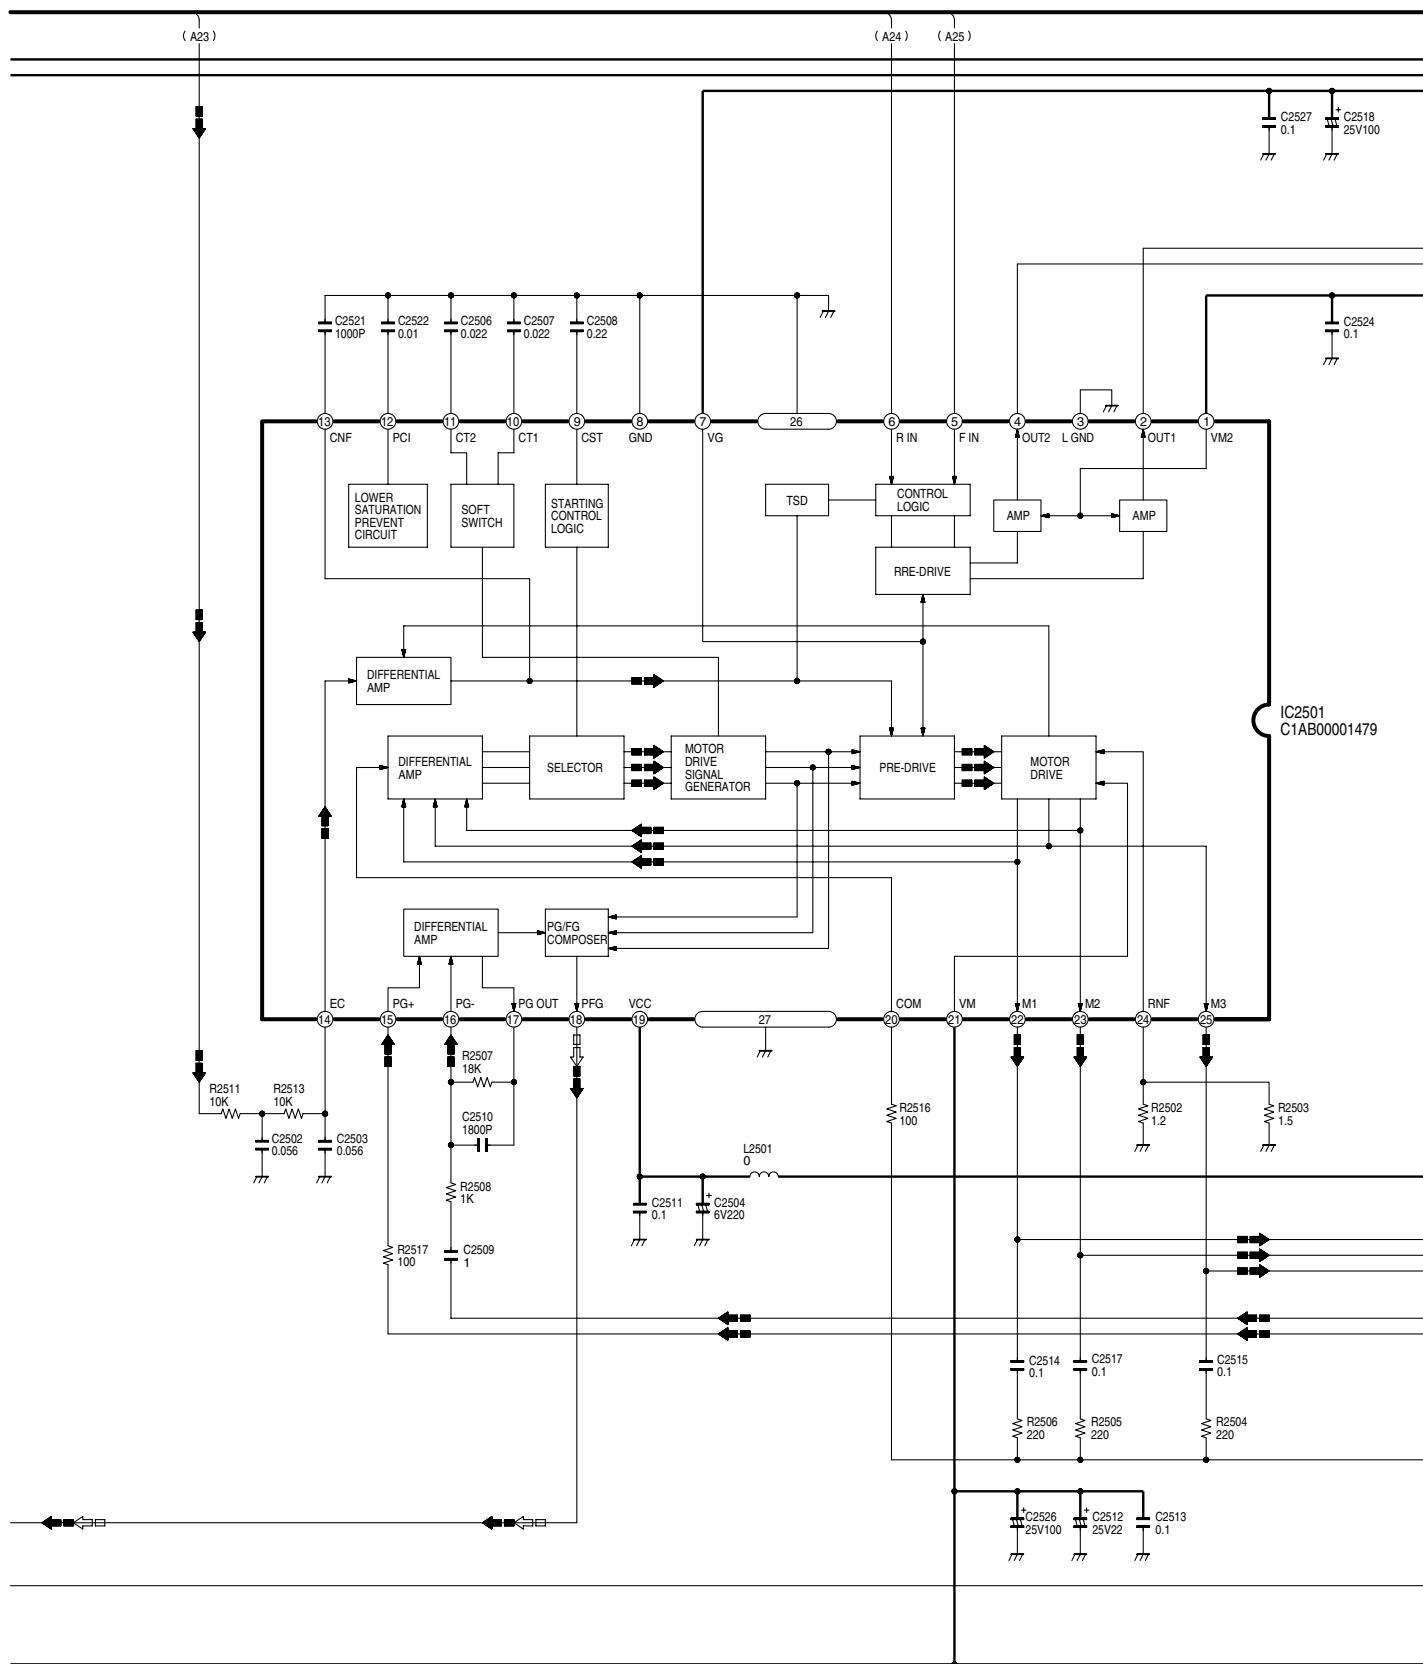 ( A23 )
( A24 )
( A25 )
C2527
0.1
+
C2518
25V100
C2521
1000P
C2522
0.01
C2506
0.022
C2507
0.022
C2508
0.22
C2524
0.1
13
12
11
10
9
8
7
26
6
5
4
3
2
1
CNF
PCI
CT2
CT1
CST
GND
VG
R IN
F IN
OUT2
L GND
OUT1
VM2
LOWER
SATURATION
PREVENT
CIRCUIT
SOFT
SWITCH
STARTING
CONTROL
LOGIC
TSD
CONTROL
LOGIC
AMP
AMP
RRE-DRIVE
DIFFERENTIAL
AMP
IC2501
C1AB00001479
DIFFERENTIAL
AMP
SELECTOR
MOTOR
DRIVE
SIGNAL
GENERATOR
PRE-DRIVE
MOTOR
DRIVE
DIFFERENTIAL
AMP
PG/FG
COMPOSER
EC
PG+
PG-
PG OUT
PFG
VCC
COM
VM
M1
M2
RNF
M3
14
15
16
17
18
19
27
20
21
22
23
24
25
R2511
10K
R2513
10K
C2502
0.056
C2503
0.056
R2507
18K
C2510
1800P
R2508
1K
R2517
100
C2509
1
L2501
0
C2511
0.1
+
C2504
6V220
R2516
100
R2502
1.2
R2503
1.5
C2514
0.1
C2517
0.1
C2515
0.1
R2506
220
R2505
220
R2504
220
+
C2526
25V100
+
C2512
25V22
C2513
0.1